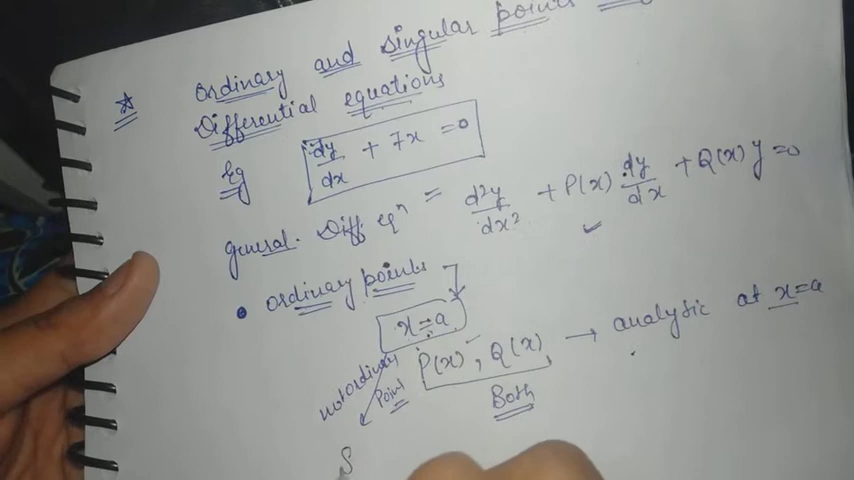 ☆ Ordinary and singular points
Differential equations
Eg dy/dx + 7x = 0
general. Diff. eqⁿ = d²y/dx² + P(x) dy/dx + Q(x) y = 0
• ordinary points
x = a
P(x), Q(x) → analytic at x = a
not ordinary
point
Both
S